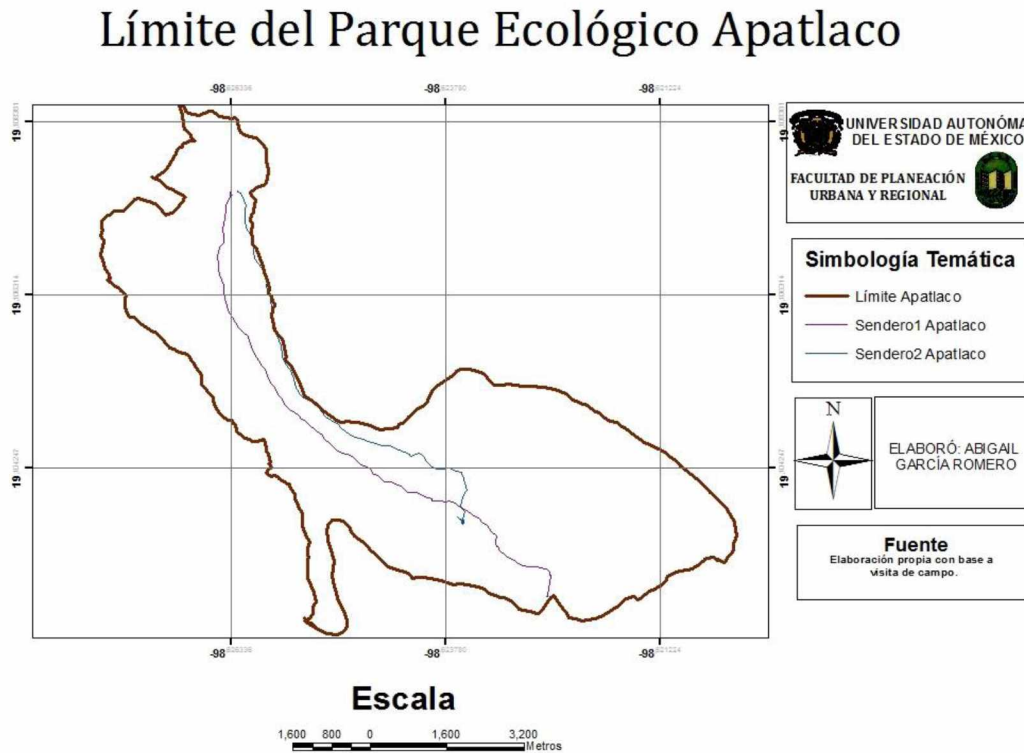 Límite del Parque Ecológico Apatlaco
-98 -98 -98
19 19
19 19
19 19
-98 -98 -98
UNIVERSIDAD AUTONÓMA
DEL ESTADO DE MÉXICO
FACULTAD DE PLANEACIÓN
URBANA Y REGIONAL
Simbología Temática
Límite Apatlaco
Sendero1 Apatlaco
Sendero2 Apatlaco
N
ELABORÓ: ABIGAIL
GARCÍA ROMERO
Fuente
Elaboración propia con base a
visita de campo.
Escala
1,600 800 0 1,600 3,200
Metros